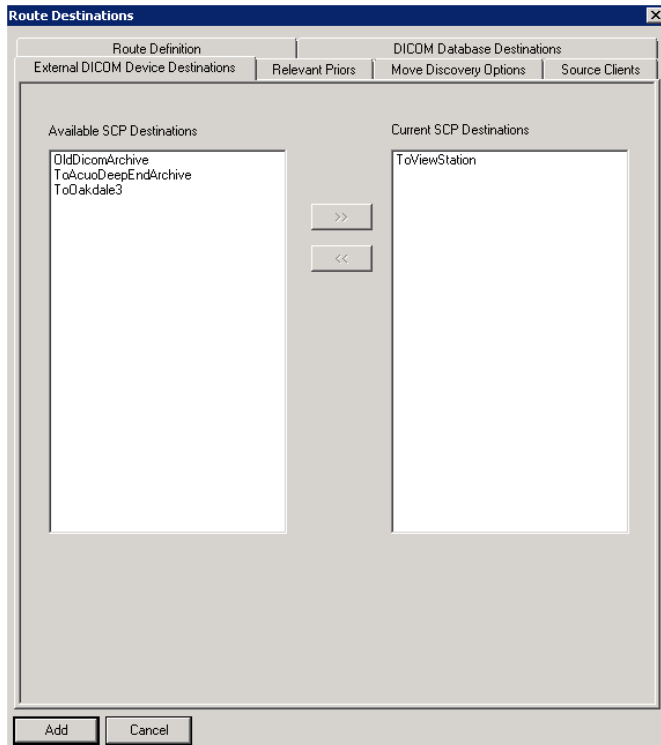 Route Destinations
Route Definition
DICOM Database Destinations
External DICOM Device Destinations
Relevant Priors
Move Discovery Options
Source Clients
Available SCP Destinations
Current SCP Destinations
OldDicomArchive
ToAcuoDeepEndArchive
ToOakdale3
ToViewStation
>>
<<
Add
Cancel